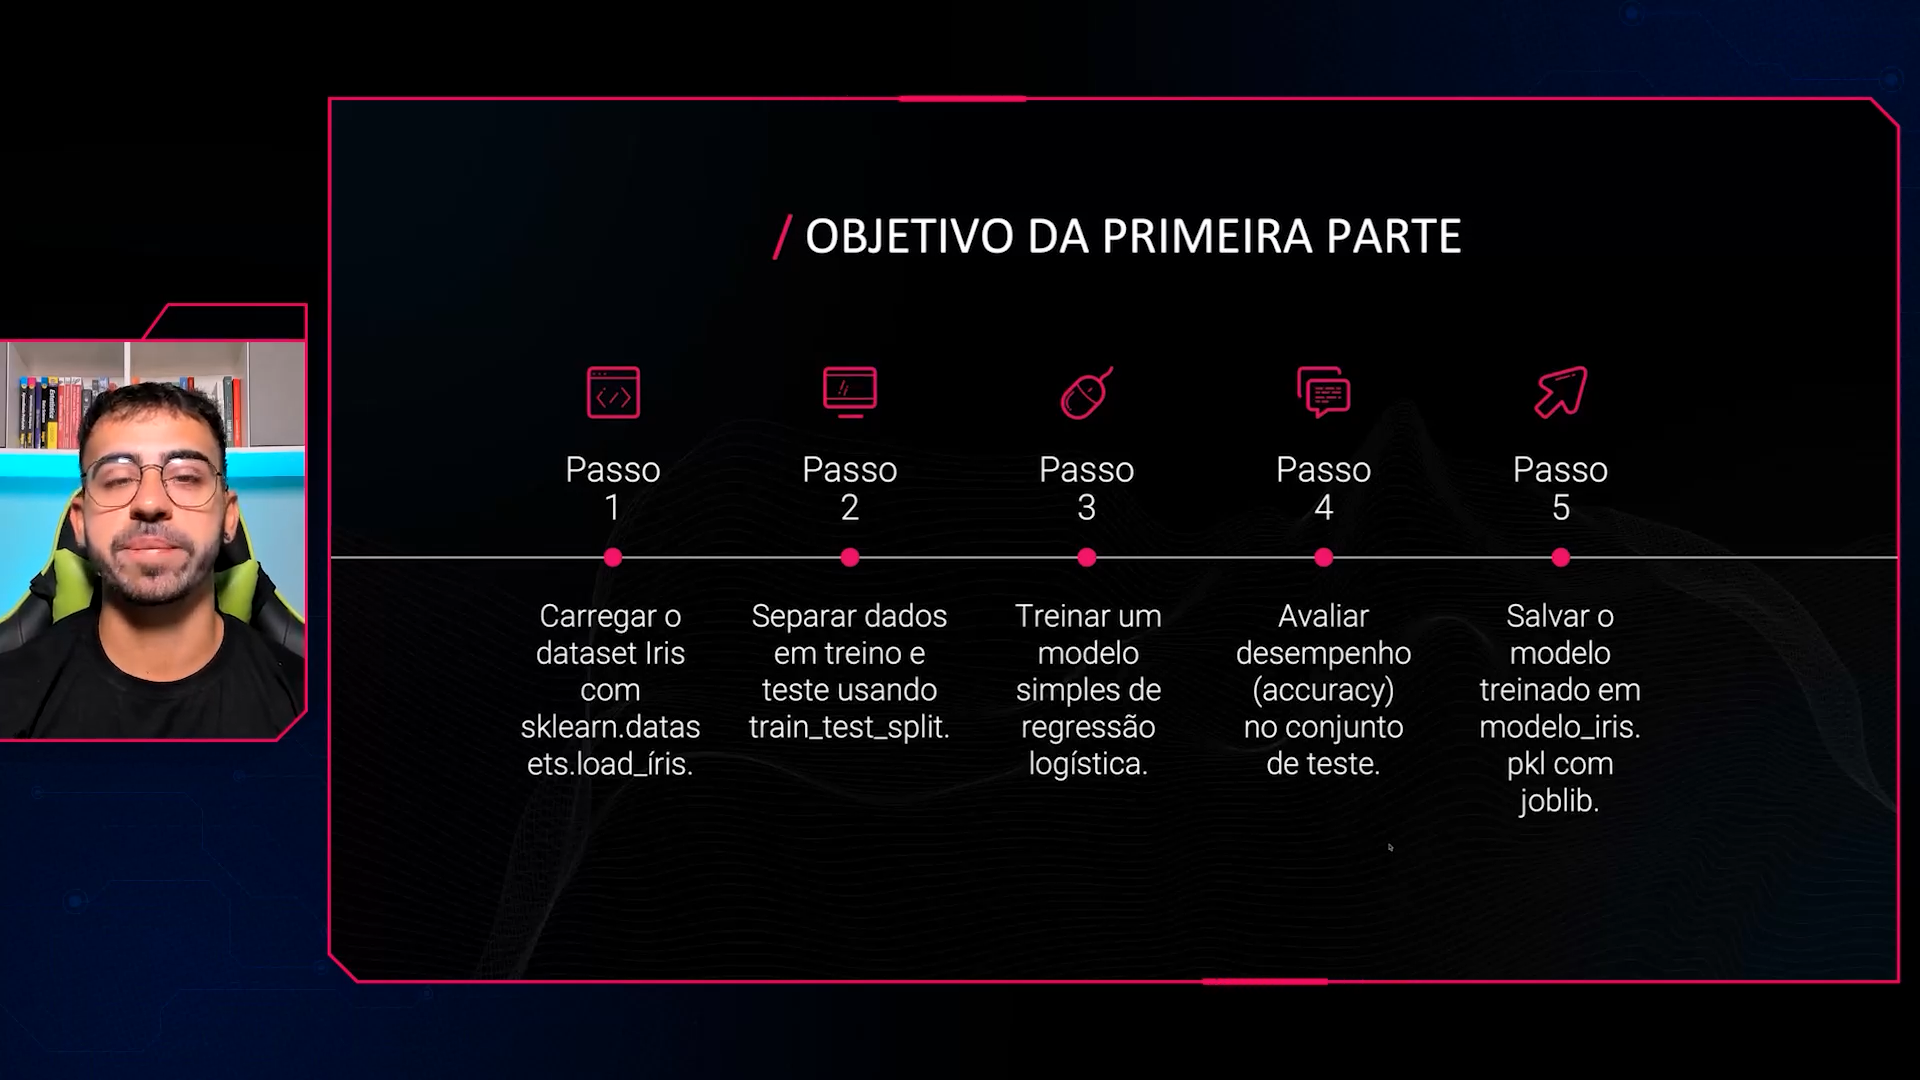 / OBJETIVO DA PRIMEIRA PARTE
Passo
1
Carregar o
dataset Iris
com
sklearn.datas
ets.load_íris.
Passo
2
Separar dados
em treino e
teste usando
train_test_split.
Passo
3
Treinar um
modelo
simples de
regressão
logística.
Passo
4
Avaliar
desempenho
(accuracy)
no conjunto
de teste.
Passo
5
Salvar o
modelo
treinado em
modelo_iris.
pkl com
joblib.